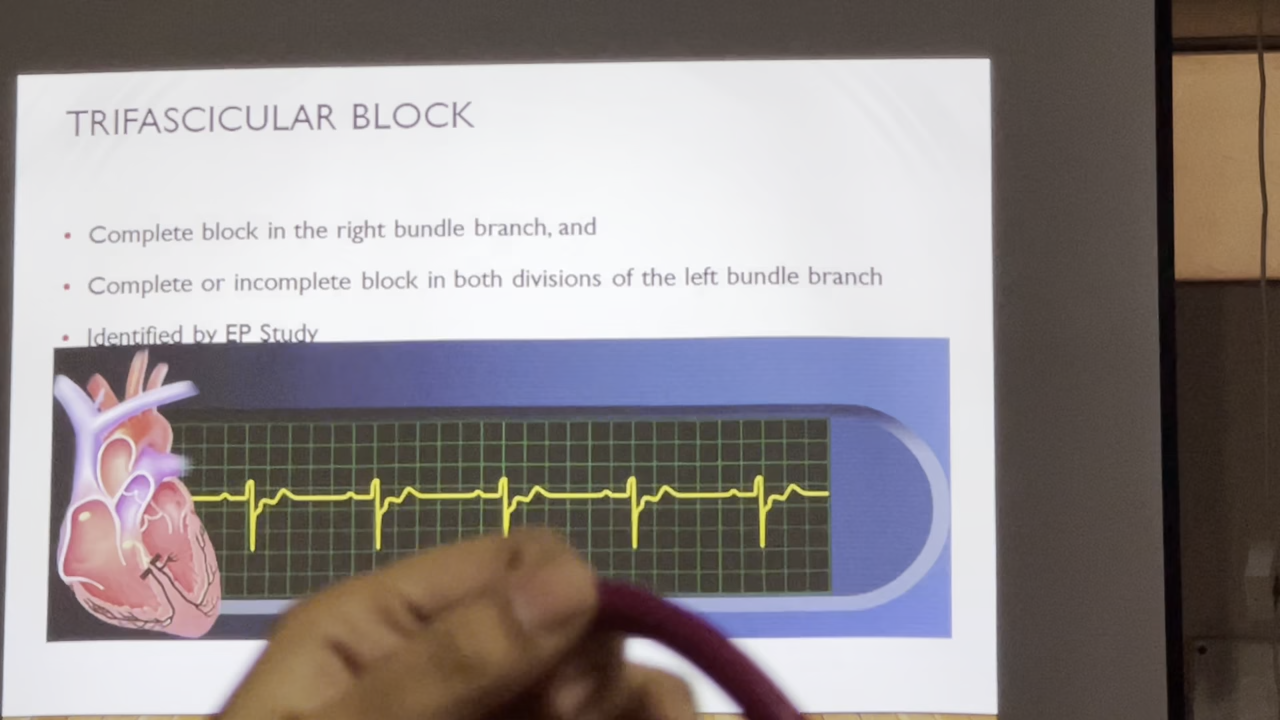 TRIFASCICULAR BLOCK
• Complete block in the right bundle branch, and
• Complete or incomplete block in both divisions of the left bundle branch
• Identified by EP Study